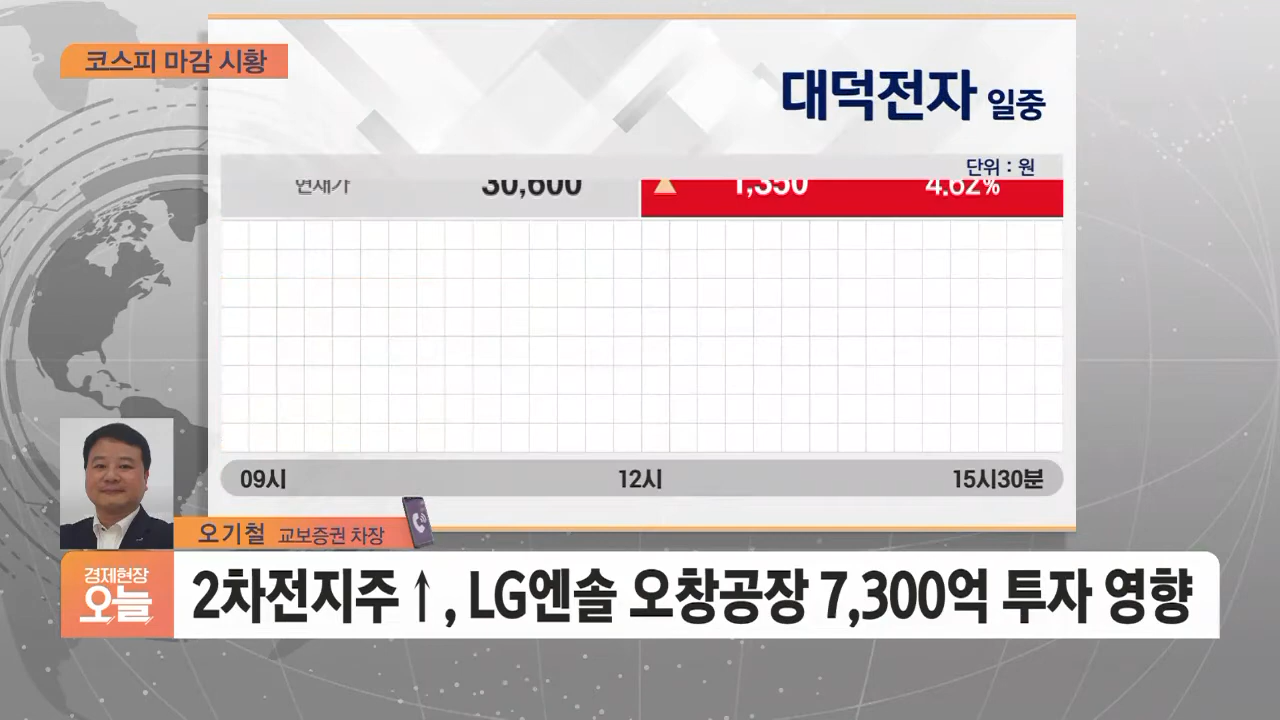 코스피 마감 시황
대덕전자 일중
단위 : 원
현재가 30,600 ▲ 1,350 4.62%
09시 12시 15시30분
오기철 교보증권 차장
경제현장
오늘
2차전지주↑, LG엔솔 오창공장 7,300억 투자 영향